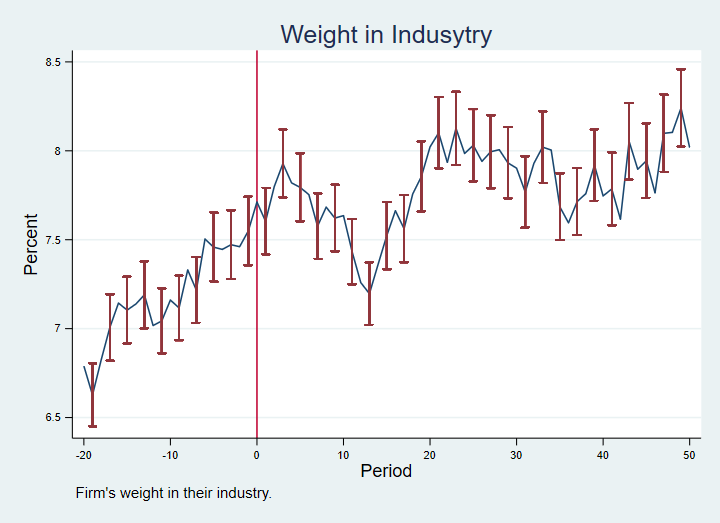 Weight in Indusytry
Percent
8.5
8
7.5
7
6.5
-20 -10 0 10 20 30 40 50
Period
Firm's weight in their industry.